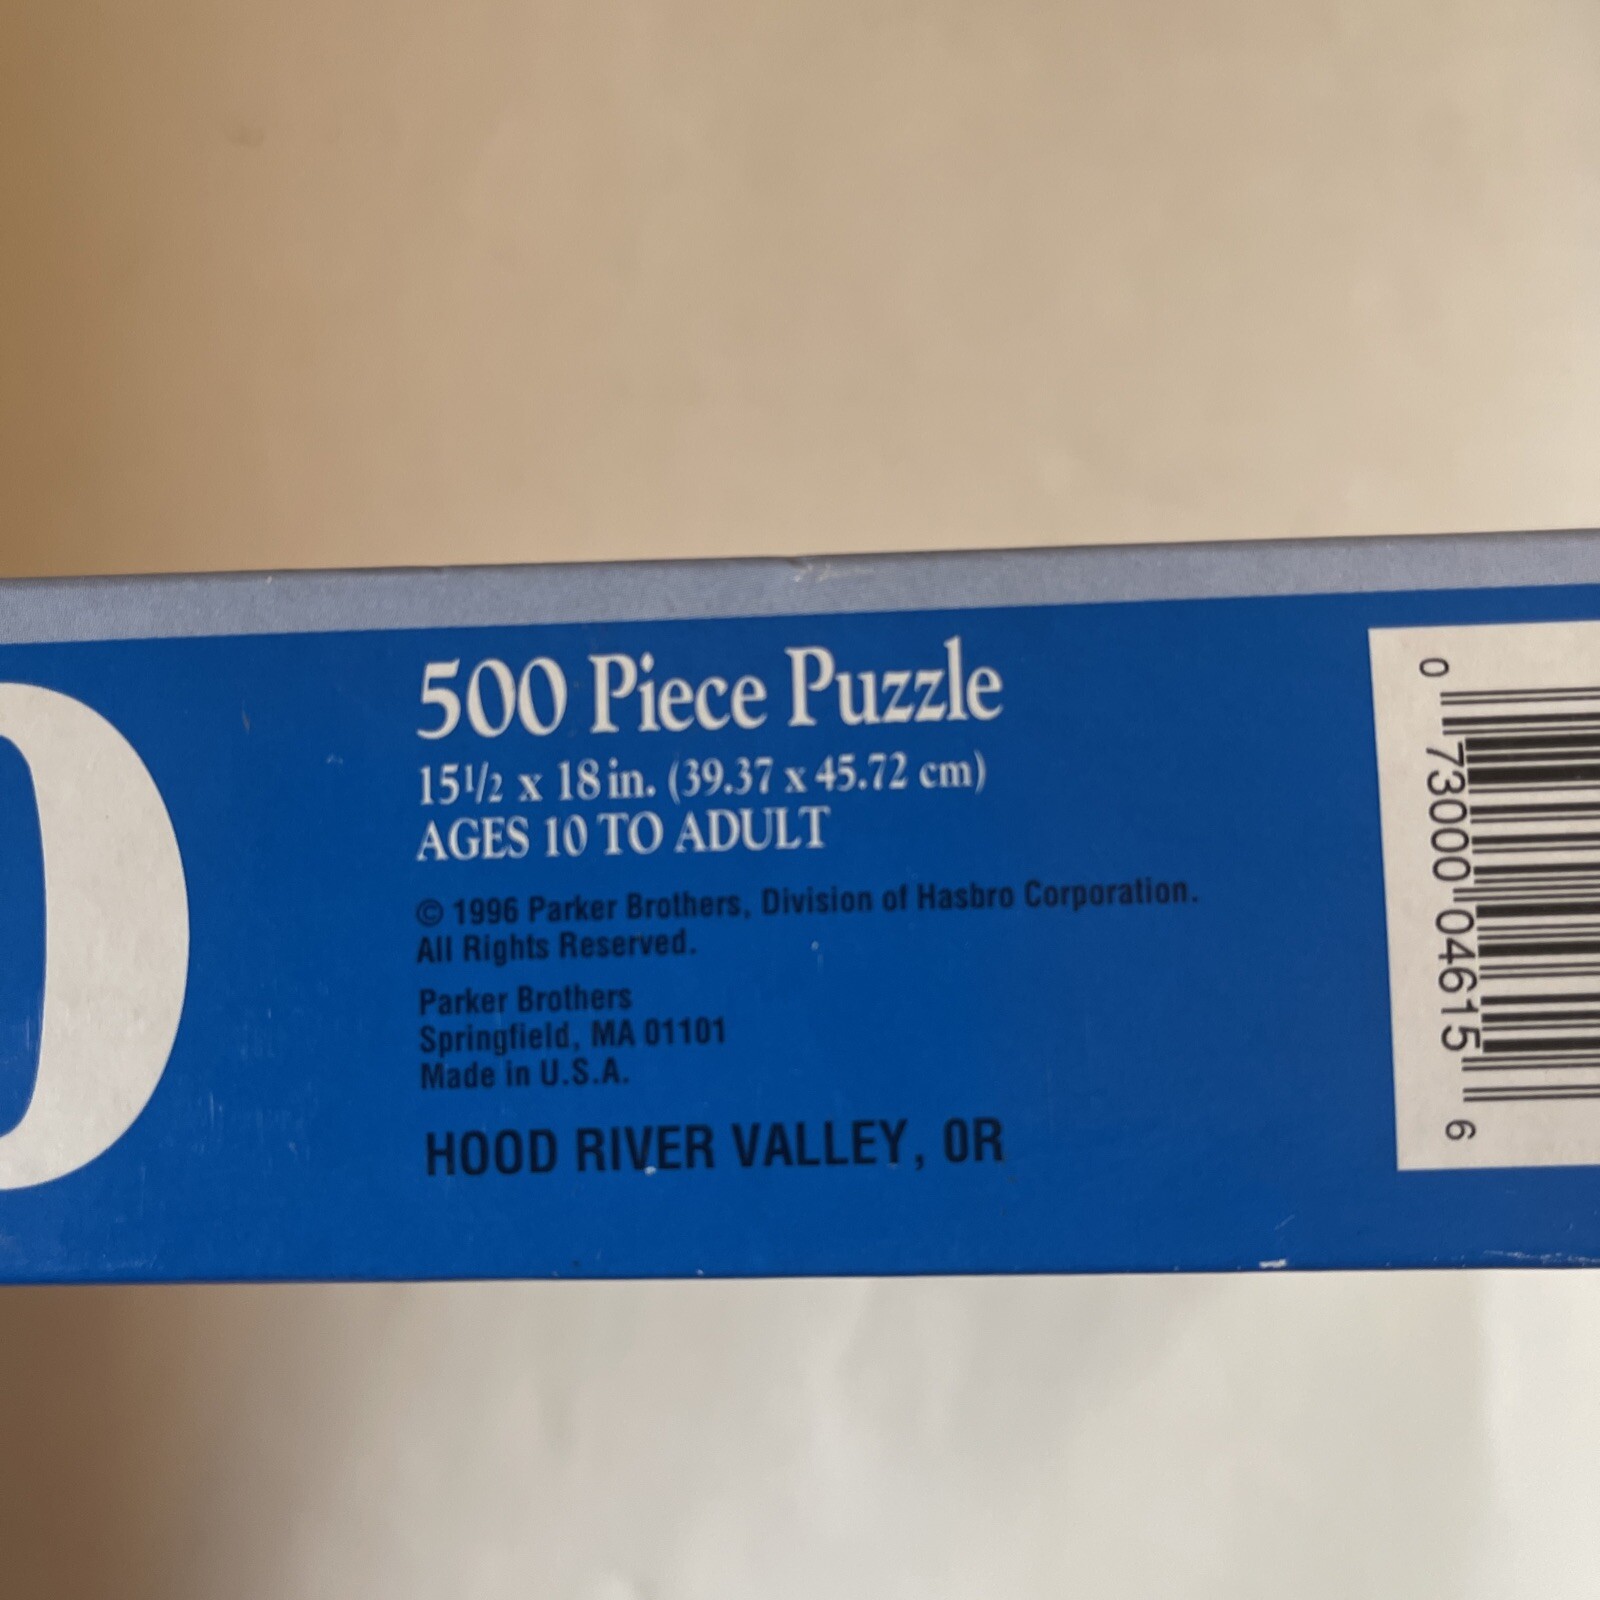 500 Piece Puzzle
15 1/2 x 18 in. (39.37 x 45.72 cm)
AGES 10 TO ADULT
© 1996 Parker Brothers, Division of Hasbro Corporation.
All Rights Reserved.
Parker Brothers
Springfield, MA 01101
Made in U.S.A.
HOOD RIVER VALLEY, OR
0 73000 04615 6